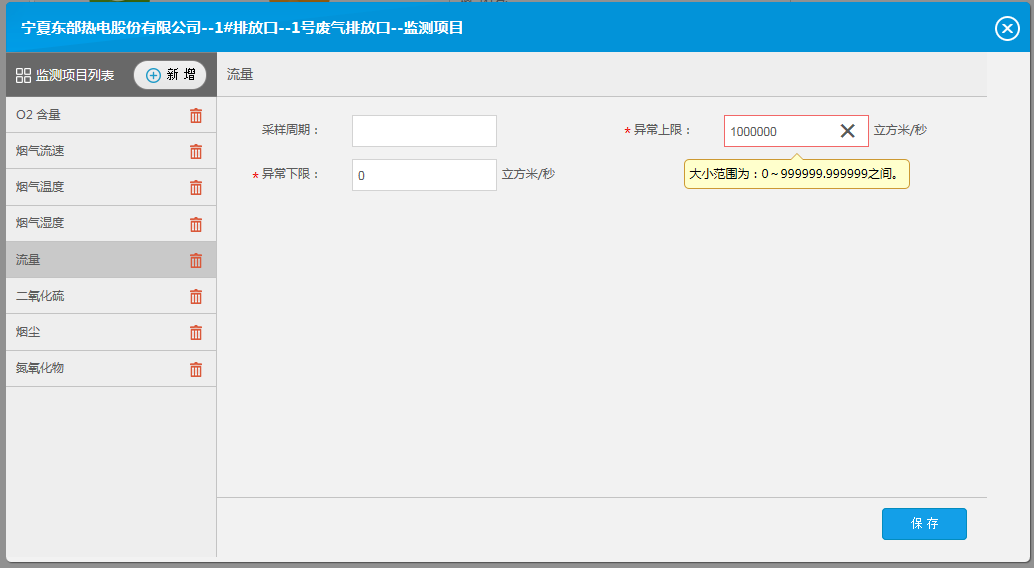 宁夏东部热电股份有限公司--1#排放口--1号废气排放口--监测项目
监测项目列表
新 增
流量
O2 含量
烟气流速
烟气温度
烟气湿度
流量
二氧化硫
烟尘
氮氧化物
采样周期：
* 异常上限： 1000000 立方米/秒
大小范围为：0～999999.999999之间。
* 异常下限： 0 立方米/秒
保 存